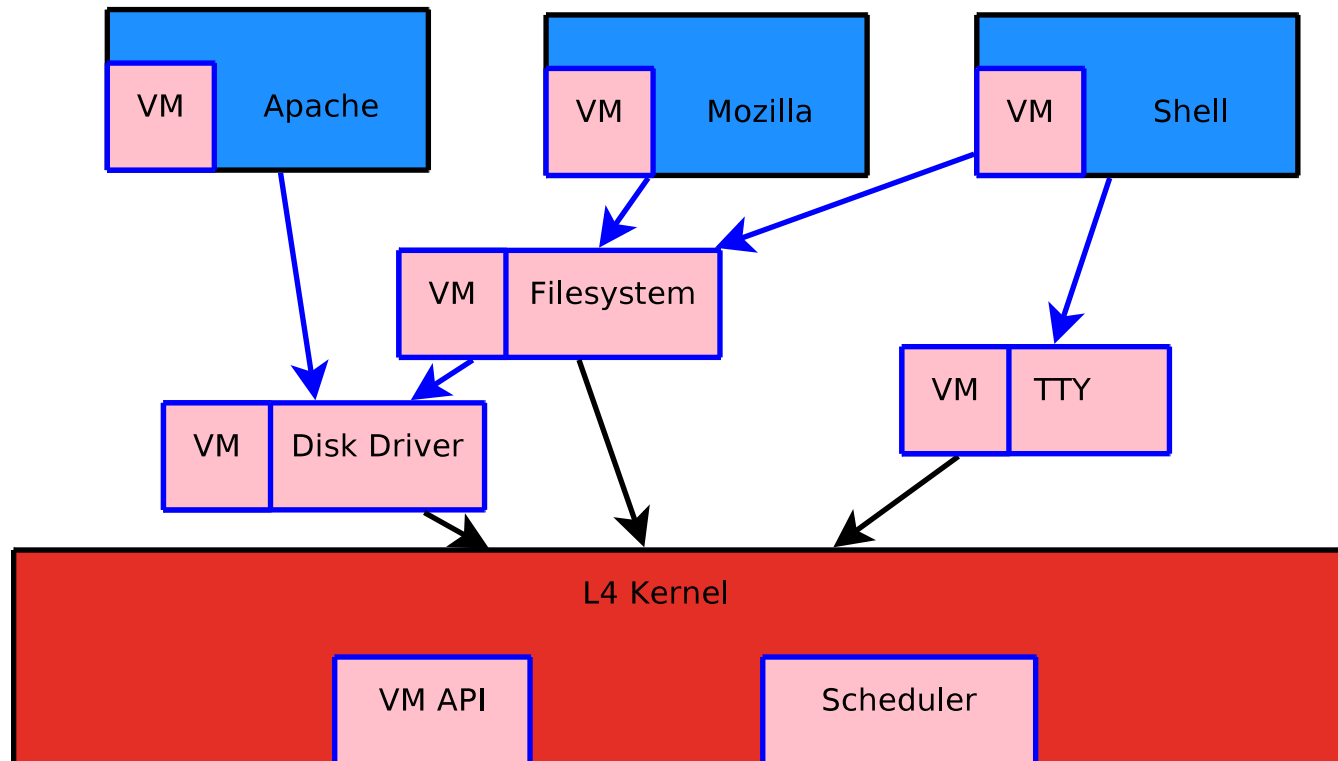 VM Apache
VM Mozilla
VM Shell
VM Filesystem
VM TTY
VM Disk Driver
L4 Kernel
VM API
Scheduler